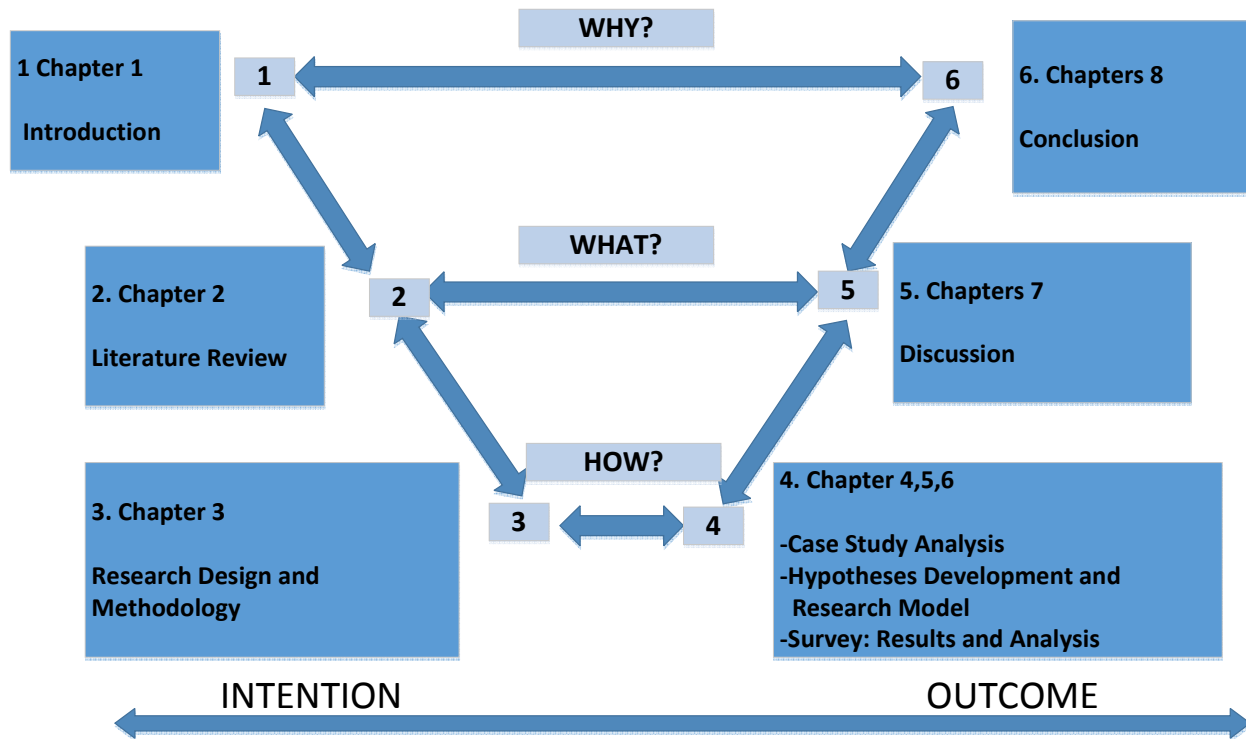 WHY?
1 Chapter 1
Introduction
1
6
6. Chapters 8
Conclusion
WHAT?
2. Chapter 2
Literature Review
2
5
5. Chapters 7
Discussion
HOW?
3. Chapter 3
Research Design and
Methodology
3
4
4. Chapter 4,5,6
-Case Study Analysis
-Hypotheses Development and
Research Model
-Survey: Results and Analysis
INTENTION
OUTCOME